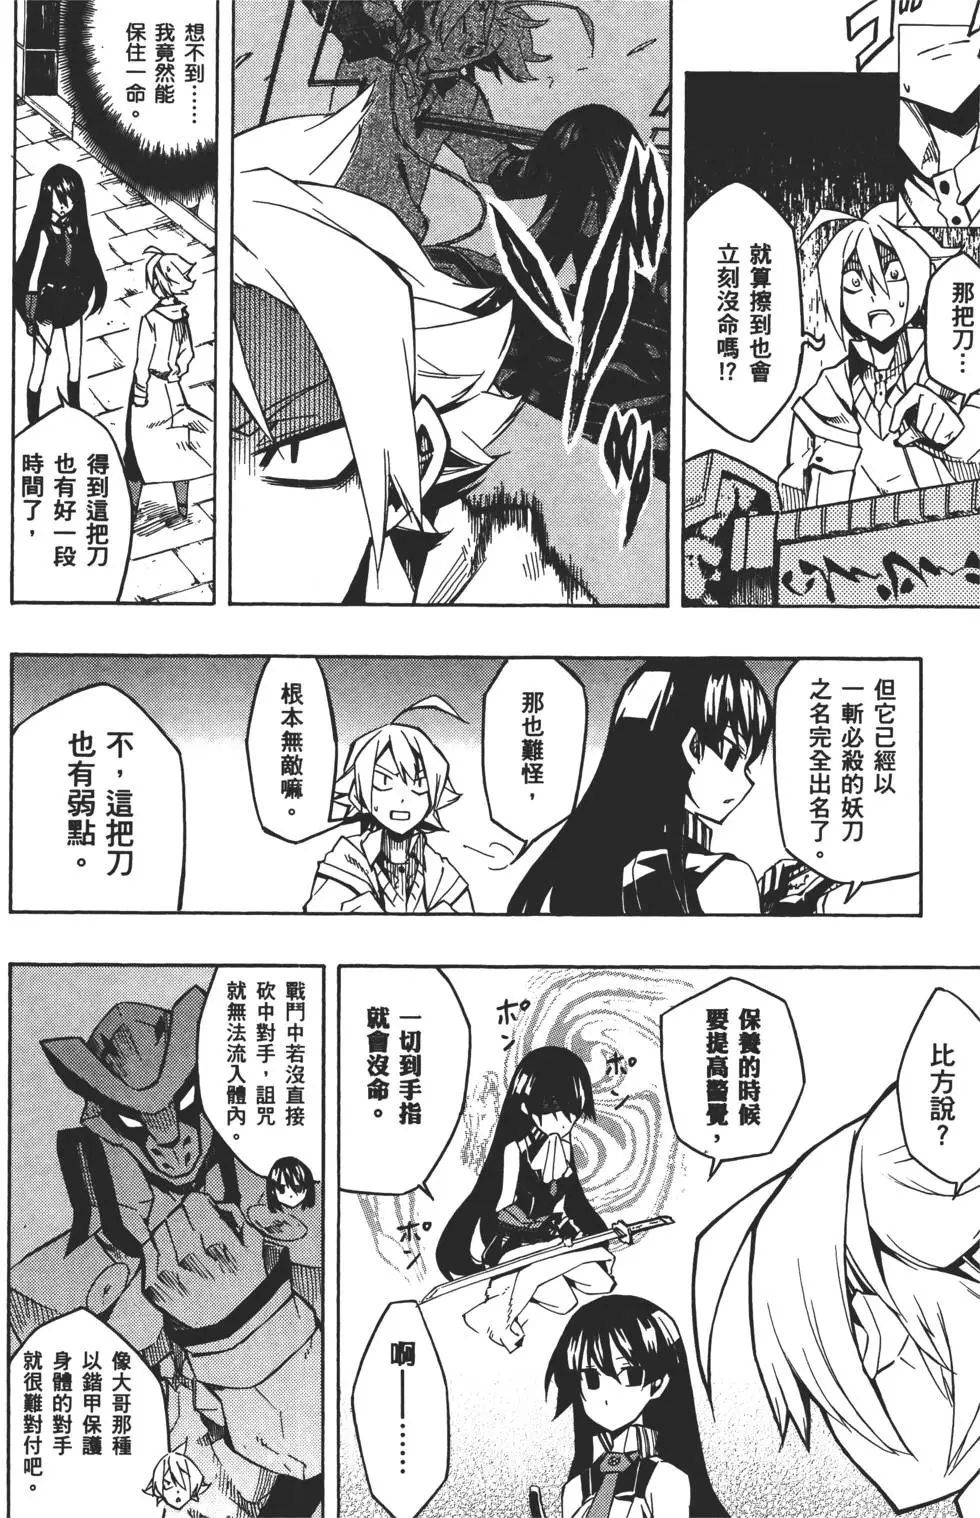 那把刀…
就算擦到也會
立刻沒命嗎!?
想不到……
我竟然能
保住一命。
得到這把刀
也有好一段
時間了，
但它已經以
一斬必殺的妖刀
之名完全出名了。
那也難怪，
根本無敵嘛。
不，這把刀
也有弱點。
比方說?
保養的時候
要提高警覺，
一切到手指
就會沒命。
ポン
ポン
ポン
啊————……
戰鬥中若沒直接
砍中對手，詛咒
就無法流入體內。
像大哥那種
以鎧甲保護
身體的對手
就很難對付吧。